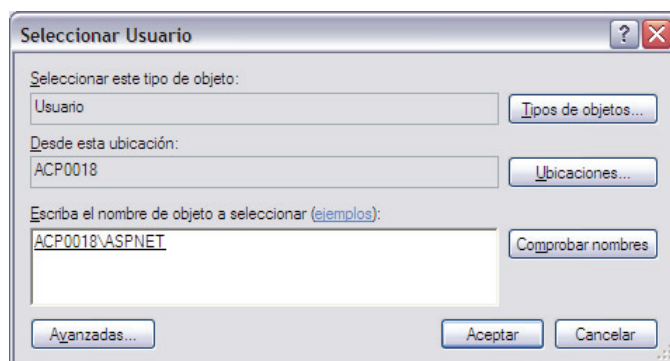 Seleccionar Usuario
Seleccionar este tipo de objeto:
Usuario
Tipos de objetos...
Desde esta ubicación:
ACP0018
Ubicaciones...
Escriba el nombre de objeto a seleccionar (ejemplos):
ACP0018\ASPNET
Comprobar nombres
Avanzadas...
Aceptar
Cancelar